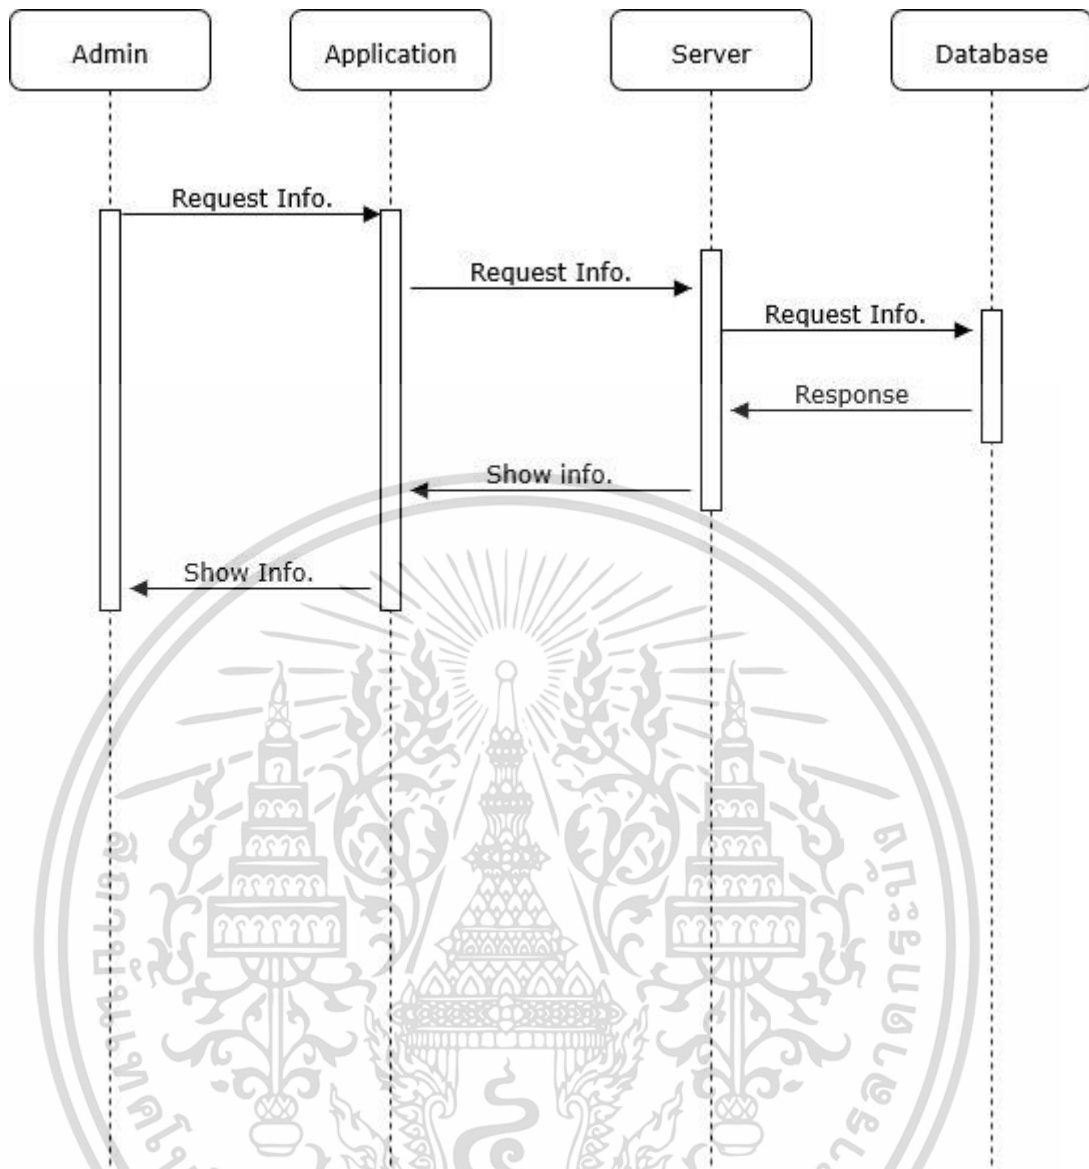 Admin
Application
Server
Database
Request Info.
Request Info.
Request Info.
Response
Show info.
Show Info.